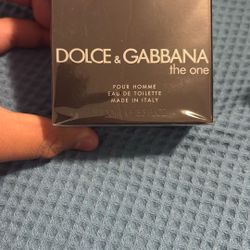 DOLCE & GABBANA
the one
POUR HOMME
EAU DE TOILETTE
MADE IN ITALY